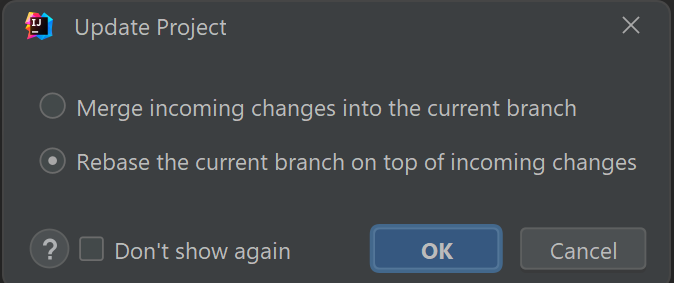 IJ
Update Project
Merge incoming changes into the current branch
Rebase the current branch on top of incoming changes
?
Don't show again
OK
Cancel